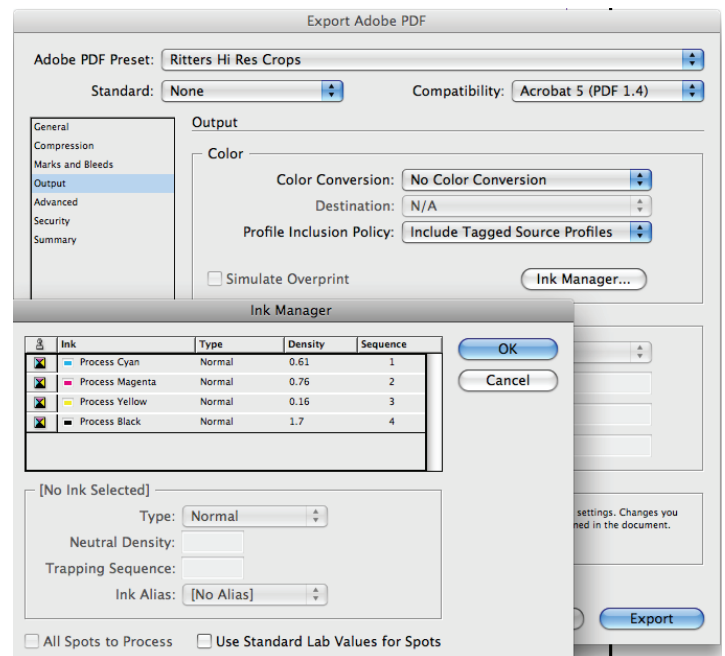 Export Adobe PDF
Adobe PDF Preset: Ritters Hi Res Crops
Standard: None Compatibility: Acrobat 5 (PDF 1.4)
General
Compression
Marks and Bleeds
Output
Advanced
Security
Summary
Output
Color
Color Conversion: No Color Conversion
Destination: N/A
Profile Inclusion Policy: Include Tagged Source Profiles
Simulate Overprint Ink Manager...
Ink Manager
Ink Type Density Sequence
Process Cyan Normal 0.61 1
Process Magenta Normal 0.76 2
Process Yellow Normal 0.16 3
Process Black Normal 1.7 4
OK
Cancel
[No Ink Selected]
Type: Normal
Neutral Density:
Trapping Sequence:
Ink Alias: [No Alias]
All Spots to Process Use Standard Lab Values for Spots
settings. Changes you
ned in the document.
Export